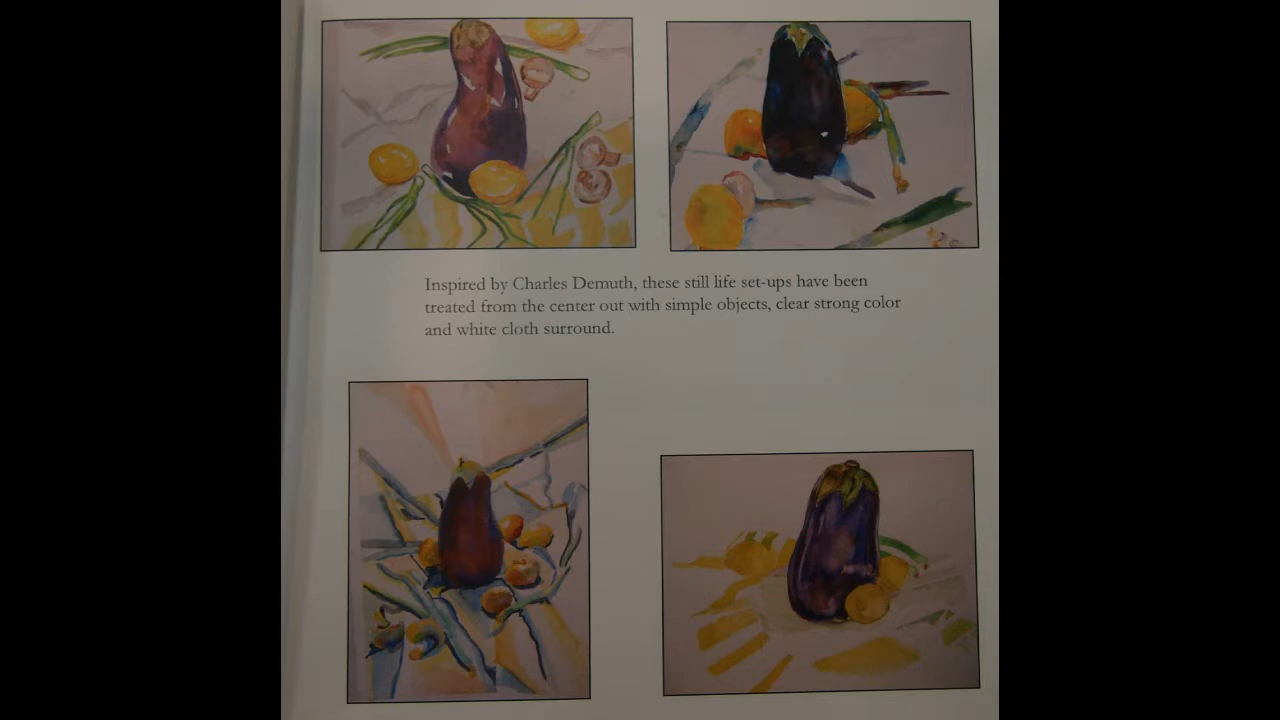 Inspired by Charles Demuth, these still life set-ups have been
treated from the center out with simple objects, clear strong color
and white cloth surround.